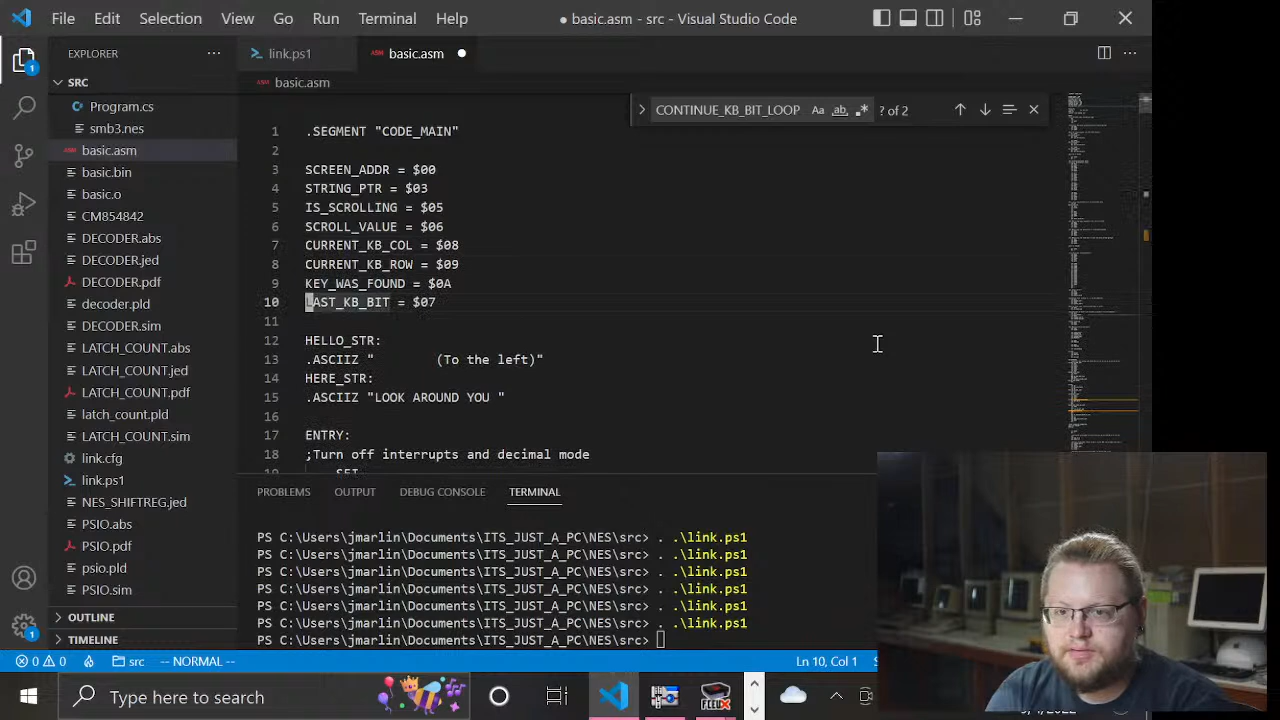 File Edit Selection View Go Run Terminal Help
● basic.asm - src - Visual Studio Code
EXPLORER ...
link.ps1
ASM basic.asm ●
SRC
ASM basic.asm
CONTINUE_KB_BIT_LOOP Aa ab .* ? of 2
Program.cs
smb3.nes
ASM basic.asm
basic.bin
basic.o
CM854842
DECODER.abs
DECODER.jed
DECODER.pdf
decoder.pld
DECODER.sim
LATCH_COUNT.abs
LATCH_COUNT.jed
LATCH_COUNT.pdf
latch_count.pld
LATCH_COUNT.sim
link.cfg
link.ps1
NES_SHIFTREG.jed
PSIO.abs
PSIO.pdf
psio.pld
PSIO.sim
OUTLINE
TIMELINE
1 .SEGMENT "CODE_MAIN"
2
3 SCREEN_ADDR = $00
4 STRING_PTR = $03
5 IS_SCROLLING = $05
6 SCROLL_VAL = $06
7 CURRENT_KB_COL = $08
8 CURRENT_KB_ROW = $09
9 KEY_WAS_FOUND = $0A
10 LAST_KB_BIT = $07
11
12 HELLO_STR:
13 .ASCIIZ "        (To the left)"
14 HERE_STR:
15 .ASCIIZ "LOOK AROUND YOU "
16
17 ENTRY:
18 ;Turn off interrupts and decimal mode
19 SEI
PROBLEMS OUTPUT DEBUG CONSOLE TERMINAL
PS C:\Users\jmarlin\Documents\ITS_JUST_A_PC\NES\src> . .\link.ps1
PS C:\Users\jmarlin\Documents\ITS_JUST_A_PC\NES\src> . .\link.ps1
PS C:\Users\jmarlin\Documents\ITS_JUST_A_PC\NES\src> . .\link.ps1
PS C:\Users\jmarlin\Documents\ITS_JUST_A_PC\NES\src> . .\link.ps1
PS C:\Users\jmarlin\Documents\ITS_JUST_A_PC\NES\src> . .\link.ps1
PS C:\Users\jmarlin\Documents\ITS_JUST_A_PC\NES\src> . .\link.ps1
PS C:\Users\jmarlin\Documents\ITS_JUST_A_PC\NES\src>
0 0 src -- NORMAL -- Ln 10, Col 1
Type here to search